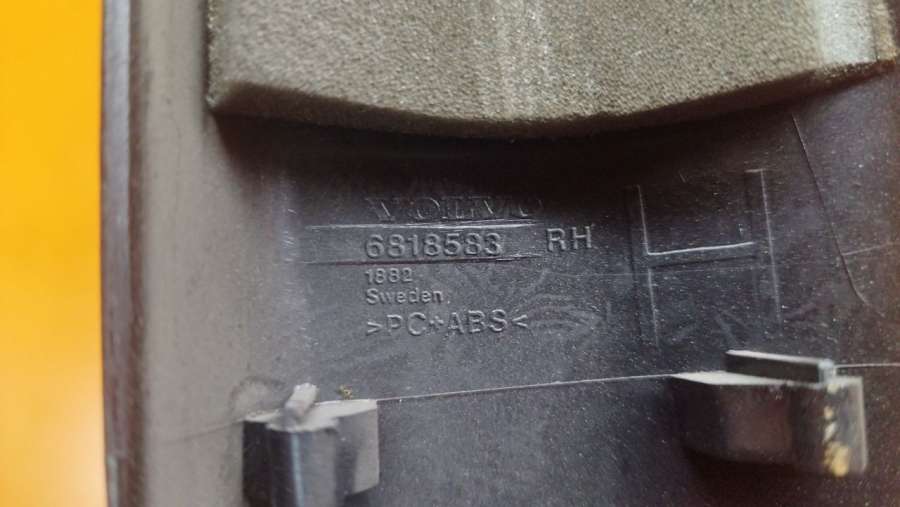 VOLVO
6818583 RH
1882
Sweden
>PC+ABS<
H